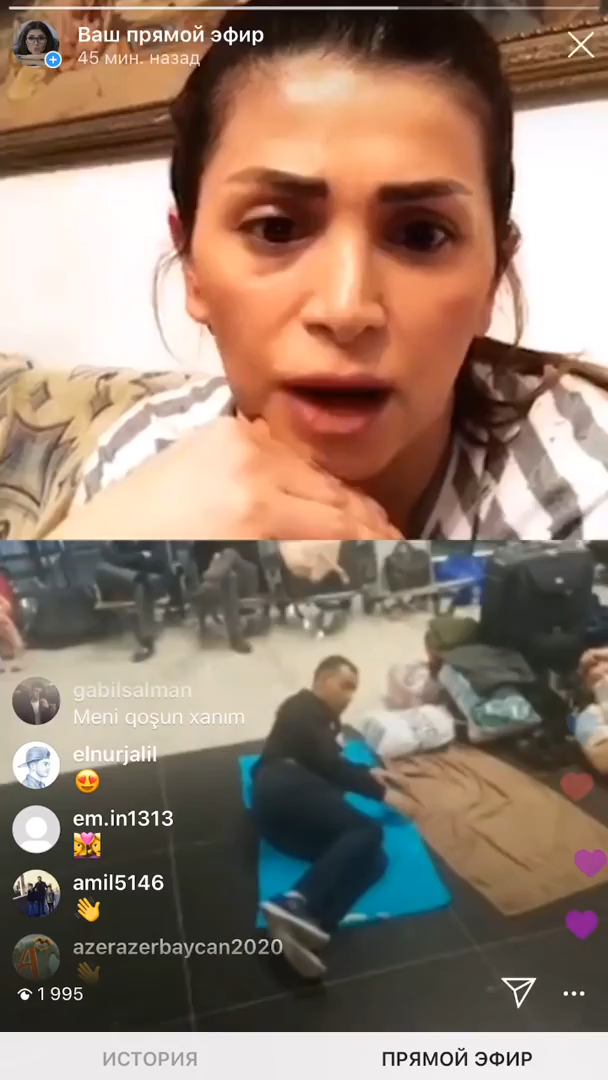 Ваш прямой эфир
45 мин. назад
gabilsalman
Meni qoşun xanım
elnurjalil
em.in1313
amil5146
azerazerbaycan2020
1 995
ИСТОРИЯ
ПРЯМОЙ ЭФИР